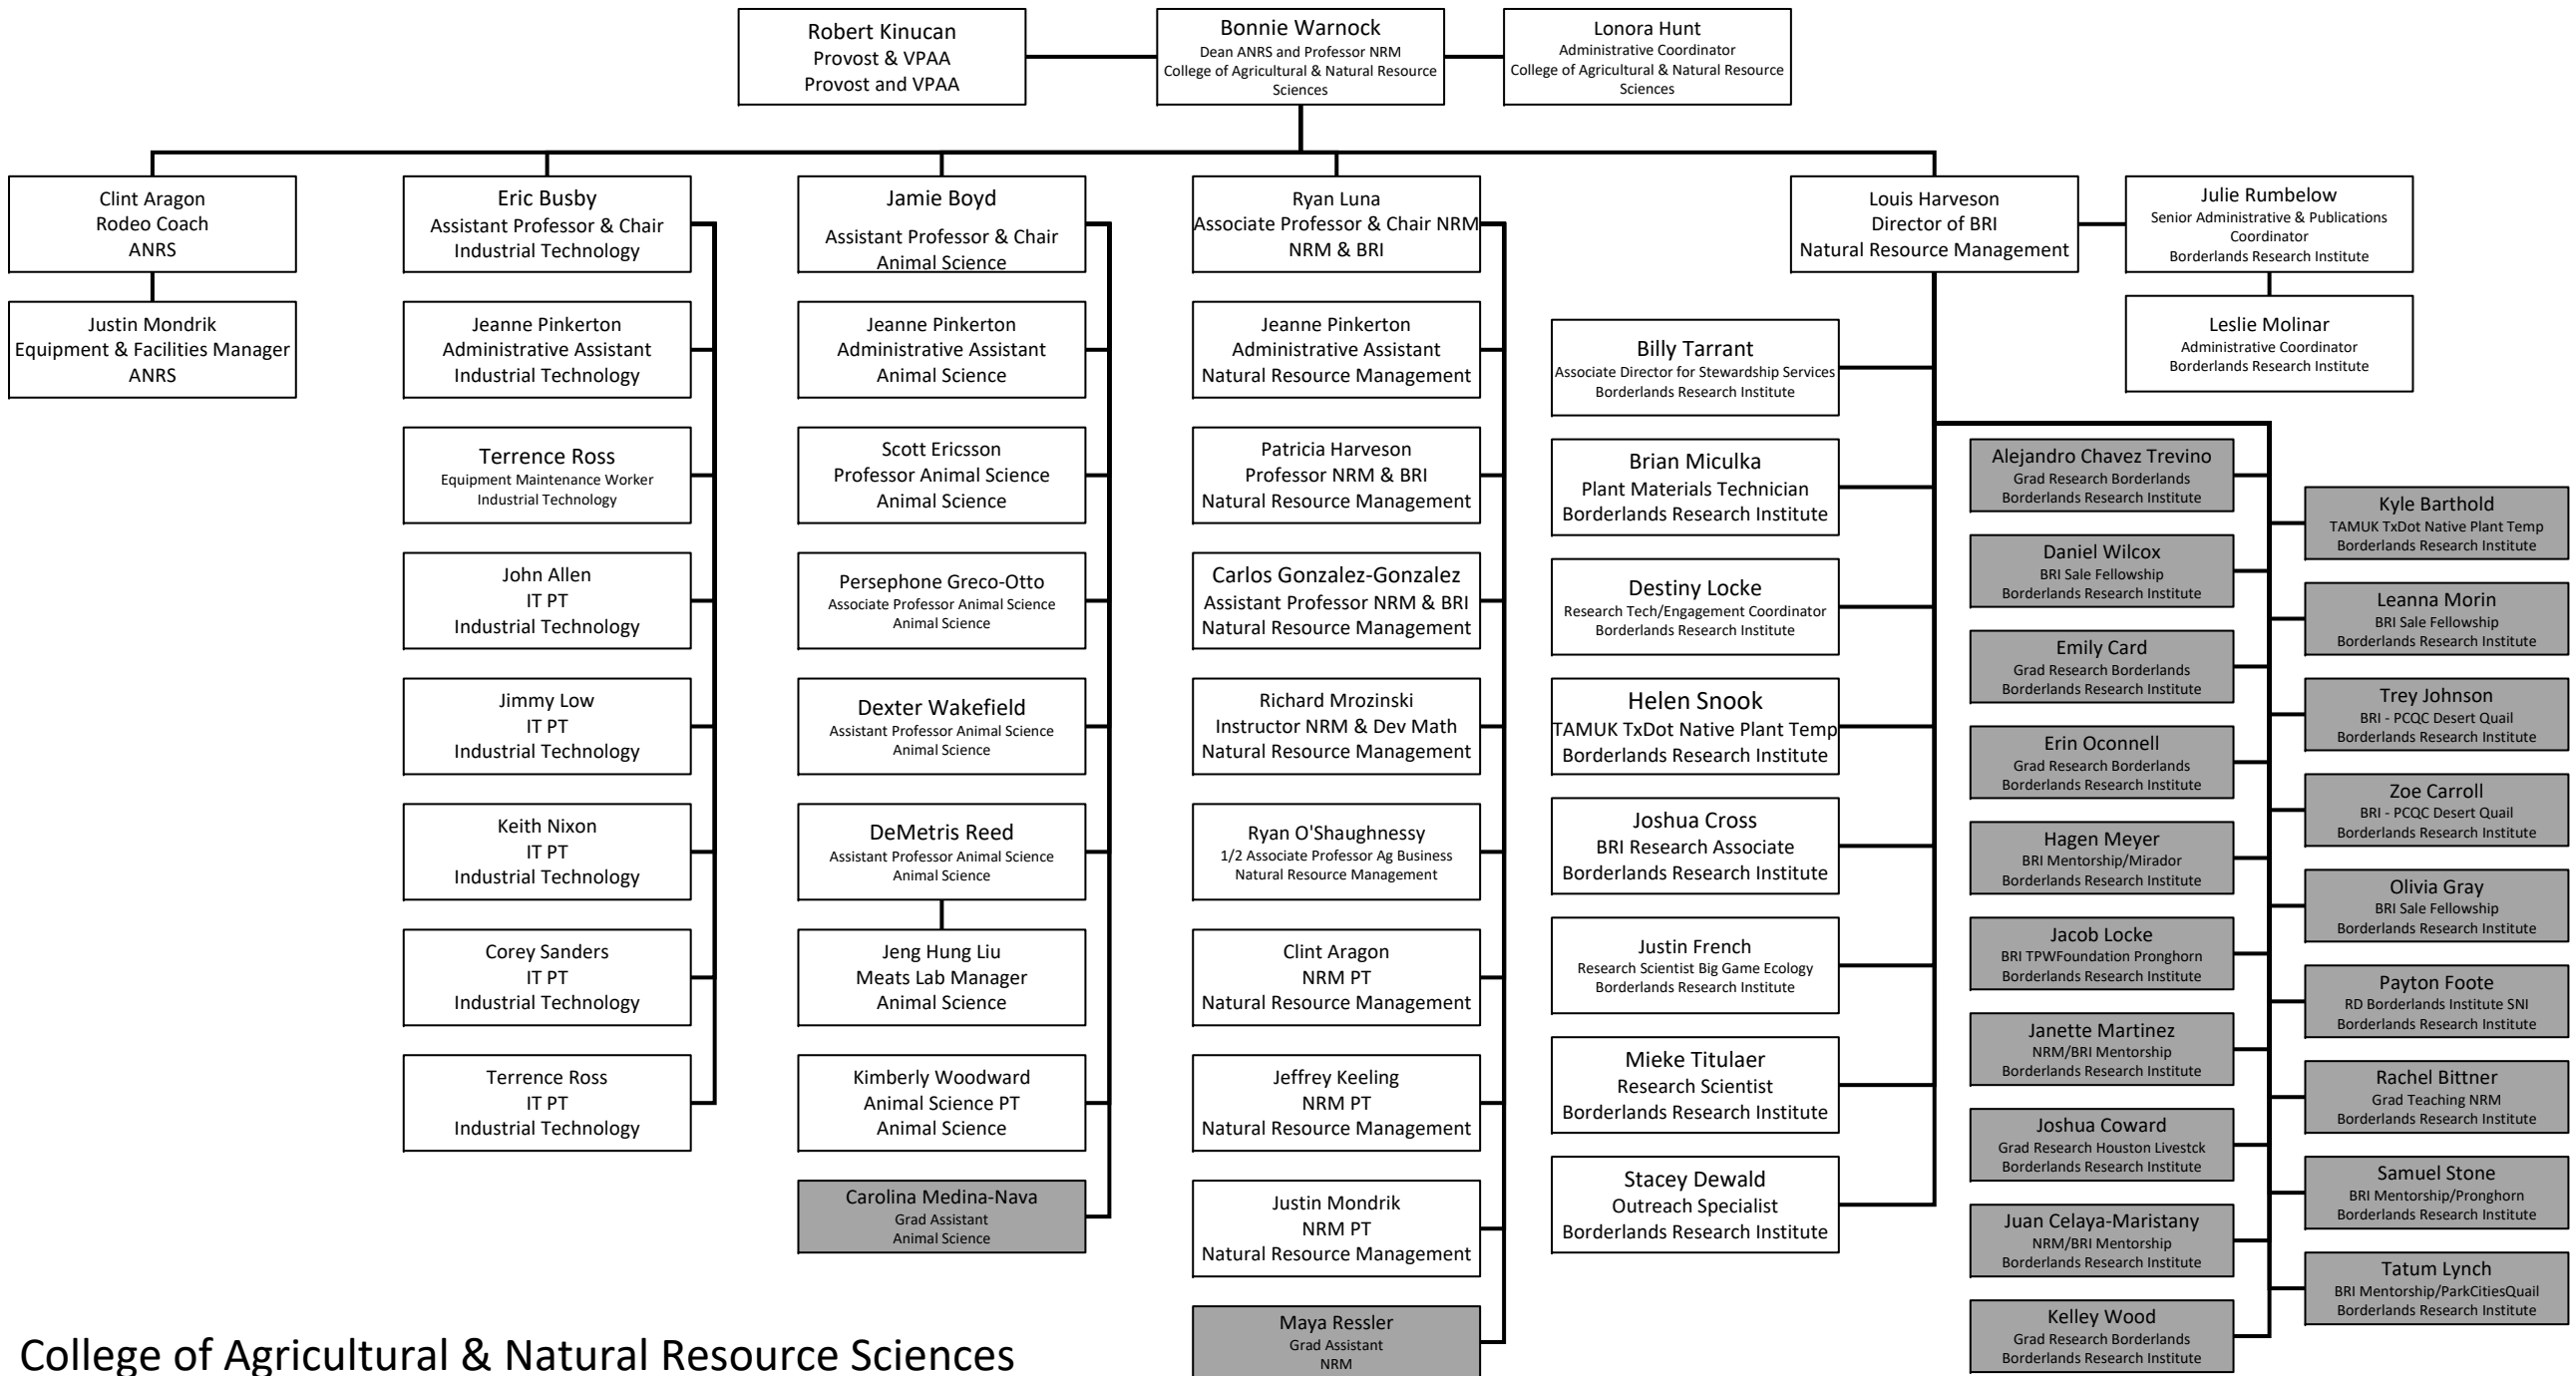 Robert Kinucan
Provost & VPAA
Provost and VPAA
Bonnie Warnock
Dean ANRS and Professor NRM
College of Agricultural & Natural Resource
Sciences
Lonora Hunt
Administrative Coordinator
College of Agricultural & Natural Resource
Sciences
Clint Aragon
Rodeo Coach
ANRS
Justin Mondrik
Equipment & Facilities Manager
ANRS
Eric Busby
Assistant Professor & Chair
Industrial Technology
Jeanne Pinkerton
Administrative Assistant
Industrial Technology
Terrence Ross
Equipment Maintenance Worker
Industrial Technology
John Allen
IT PT
Industrial Technology
Jimmy Low
IT PT
Industrial Technology
Keith Nixon
IT PT
Industrial Technology
Corey Sanders
IT PT
Industrial Technology
Terrence Ross
IT PT
Industrial Technology
Jamie Boyd
Assistant Professor & Chair
Animal Science
Jeanne Pinkerton
Administrative Assistant
Animal Science
Scott Ericsson
Professor Animal Science
Animal Science
Persephone Greco-Otto
Associate Professor Animal Science
Animal Science
Dexter Wakefield
Assistant Professor Animal Science
Animal Science
DeMetris Reed
Assistant Professor Animal Science
Animal Science
Jeng Hung Liu
Meats Lab Manager
Animal Science
Kimberly Woodward
Animal Science PT
Animal Science
Carolina Medina-Nava
Grad Assistant
Animal Science
Ryan Luna
Associate Professor & Chair NRM
NRM & BRI
Jeanne Pinkerton
Administrative Assistant
Natural Resource Management
Patricia Harveson
Professor NRM & BRI
Natural Resource Management
Carlos Gonzalez-Gonzalez
Assistant Professor NRM & BRI
Natural Resource Management
Richard Mrozinski
Instructor NRM & Dev Math
Natural Resource Management
Ryan O'Shaughnessy
1/2 Associate Professor Ag Business
Natural Resource Management
Clint Aragon
NRM PT
Natural Resource Management
Jeffrey Keeling
NRM PT
Natural Resource Management
Justin Mondrik
NRM PT
Natural Resource Management
Maya Ressler
Grad Assistant
NRM
Louis Harveson
Director of BRI
Natural Resource Management
Julie Rumbelow
Senior Administrative & Publications
Coordinator
Borderlands Research Institute
Leslie Molinar
Administrative Coordinator
Borderlands Research Institute
Billy Tarrant
Associate Director for Stewardship Services
Borderlands Research Institute
Brian Miculka
Plant Materials Technician
Borderlands Research Institute
Destiny Locke
Research Tech/Engagement Coordinator
Borderlands Research Institute
Helen Snook
TAMUK TxDot Native Plant Temp
Borderlands Research Institute
Joshua Cross
BRI Research Associate
Borderlands Research Institute
Justin French
Research Scientist Big Game Ecology
Borderlands Research Institute
Mieke Titulaer
Research Scientist
Borderlands Research Institute
Stacey Dewald
Outreach Specialist
Borderlands Research Institute
Alejandro Chavez Trevino
Grad Research Borderlands
Borderlands Research Institute
Daniel Wilcox
BRI Sale Fellowship
Borderlands Research Institute
Emily Card
Grad Research Borderlands
Borderlands Research Institute
Erin Oconnell
Grad Research Borderlands
Borderlands Research Institute
Hagen Meyer
BRI Mentorship/Mirador
Borderlands Research Institute
Jacob Locke
BRI TPWFoundation Pronghorn
Borderlands Research Institute
Janette Martinez
NRM/BRI Mentorship
Borderlands Research Institute
Joshua Coward
Grad Research Houston Livestck
Borderlands Research Institute
Juan Celaya-Maristany
NRM/BRI Mentorship
Borderlands Research Institute
Kelley Wood
Grad Research Borderlands
Borderlands Research Institute
Kyle Barthold
TAMUK TxDot Native Plant Temp
Borderlands Research Institute
Leanna Morin
BRI Sale Fellowship
Borderlands Research Institute
Trey Johnson
BRI - PCQC Desert Quail
Borderlands Research Institute
Zoe Carroll
BRI - PCQC Desert Quail
Borderlands Research Institute
Olivia Gray
BRI Sale Fellowship
Borderlands Research Institute
Payton Foote
RD Borderlands Institute SNI
Borderlands Research Institute
Rachel Bittner
Grad Teaching NRM
Borderlands Research Institute
Samuel Stone
BRI Mentorship/Pronghorn
Borderlands Research Institute
Tatum Lynch
BRI Mentorship/ParkCitiesQuail
Borderlands Research Institute
College of Agricultural & Natural Resource Sciences